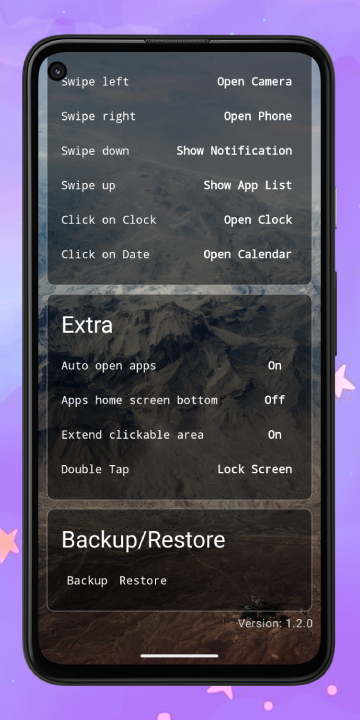 Swipe left Open Camera
Swipe right Open Phone
Swipe down Show Notification
Swipe up Show App List
Click on Clock Open Clock
Click on Date Open Calendar
Extra
Auto open apps On
Apps home screen bottom Off
Extend clickable area On
Double Tap Lock Screen
Backup/Restore
Backup Restore
Version: 1.2.0